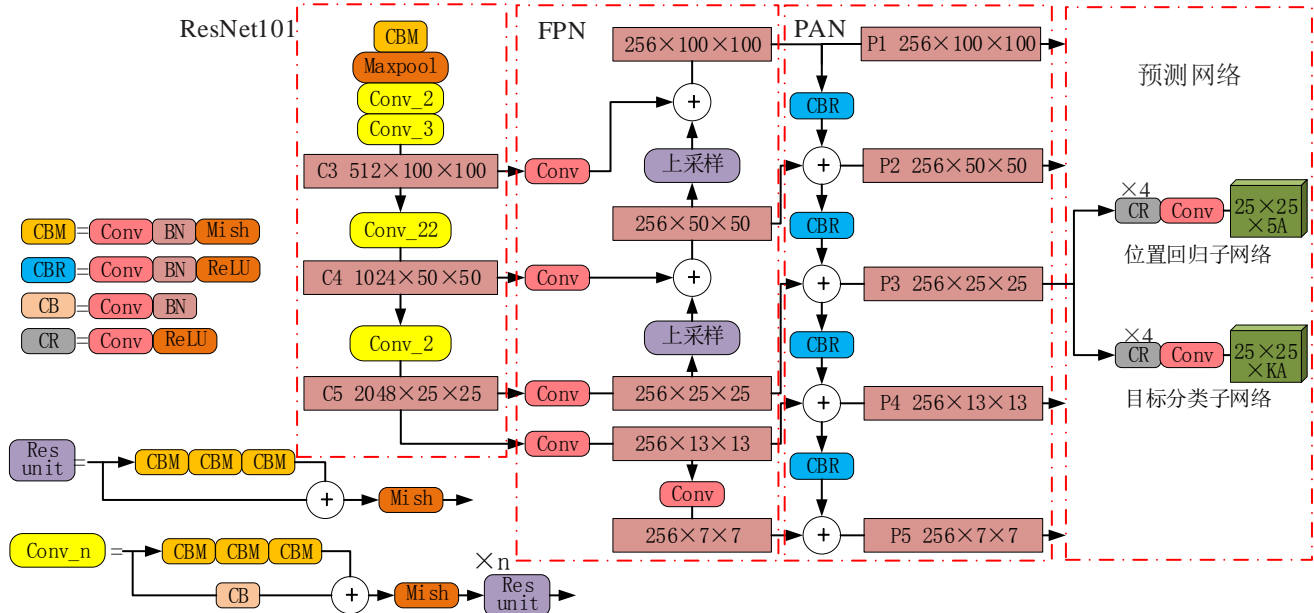 ResNet101
CBM
Maxpool
Conv_2
Conv_3
C3 512×100×100
Conv_22
C4 1024×50×50
Conv_2
C5 2048×25×25
FPN
256×100×100
+
Conv
上采样
256×50×50
+
Conv
上采样
Conv
256×25×25
Conv
256×13×13
Conv
256×7×7
PAN
P1 256×100×100
CBR
+
P2 256×50×50
CBR
+
P3 256×25×25
CBR
+
P4 256×13×13
CBR
+
P5 256×7×7
预测网络
×4
CR Conv
25×25
×5A
位置回归子网络
×4
CR Conv
25×25
×KA
目标分类子网络
CBM=Conv BN Mish
CBR=Conv BN ReLU
CB=Conv BN
CR=Conv ReLU
Res
unit
=
CBM CBM CBM
+
Mish
Conv_n=
CBM CBM CBM
CB
+
Mish
×n
Res
unit